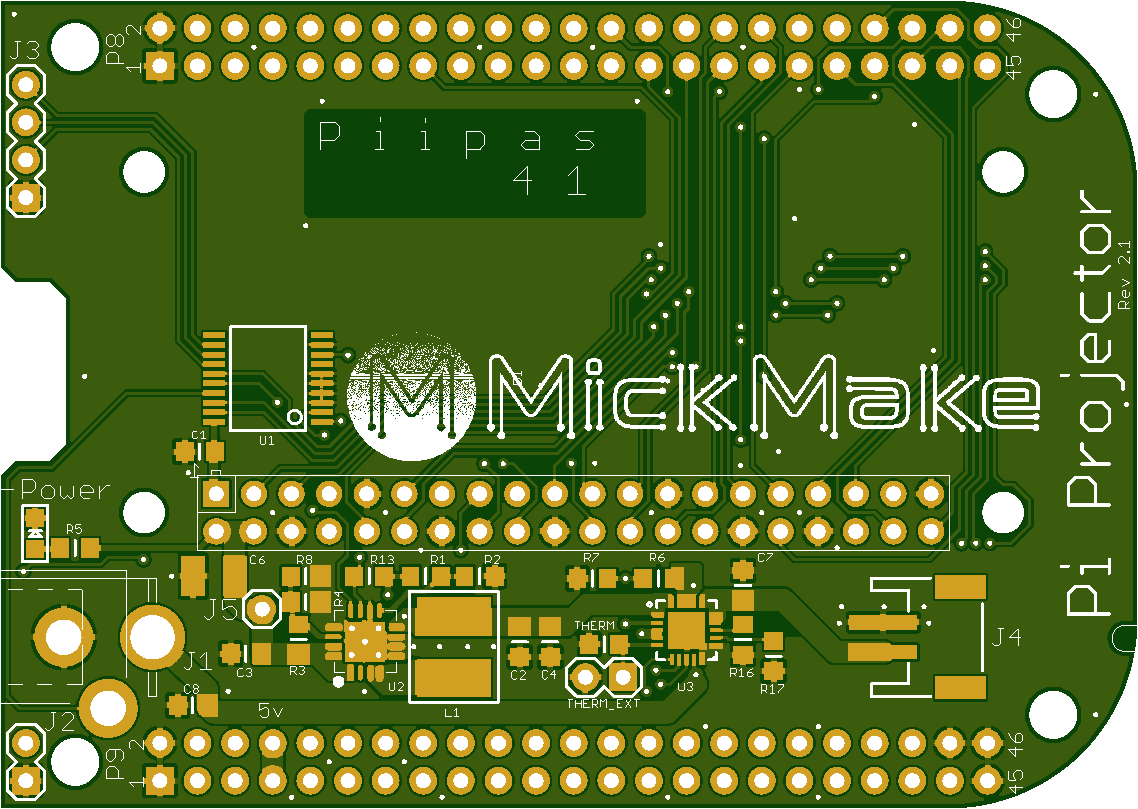 J3
P8
2
1
46
45
Piipas
41
Pi Projector
Rev 2.1
MickMake
U1
C1
1
Power
R5
C6
R8
R13
R1
R2
R7
R6
C7
J5
R4
THERM
J1
C3
R3
U2
C2
C4
U3
R16
R17
J4
C8
5v
L1
THERM_EXT
J2
P9
2
1
46
45